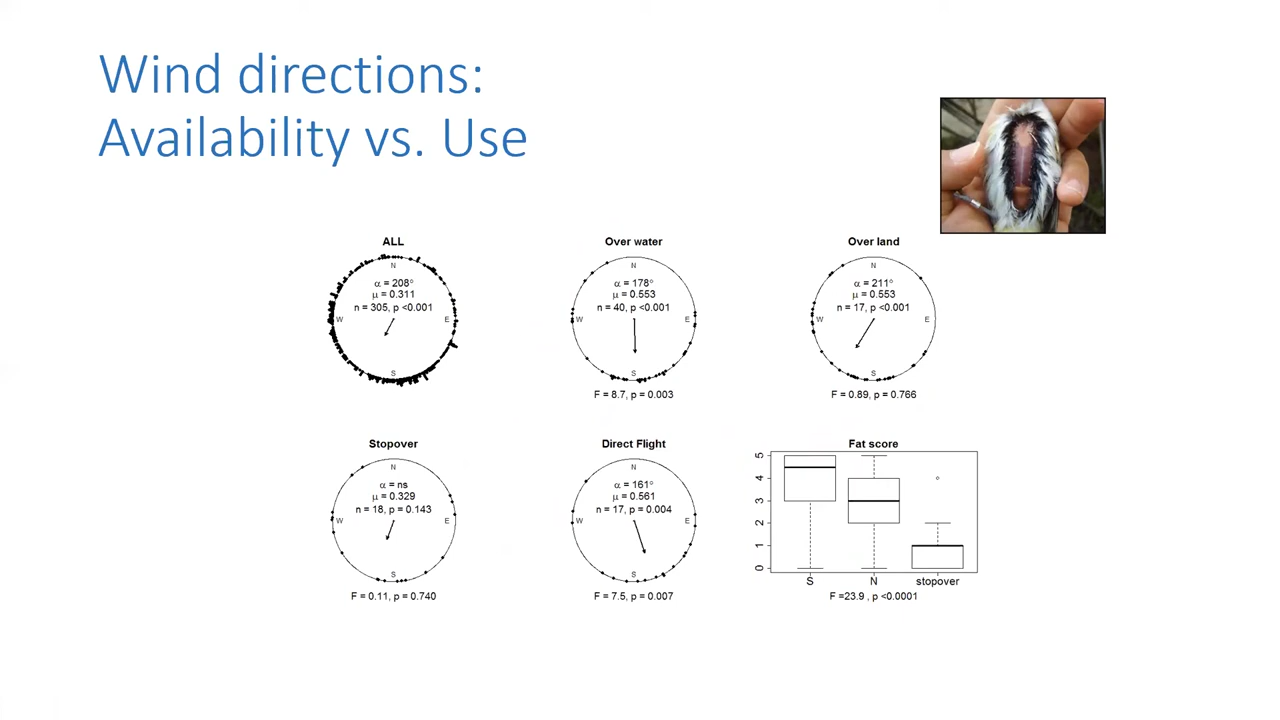 Wind directions:
Availability vs. Use
ALL
N
α = 208°
μ = 0.311
n = 305, p <0.001
W
E
S
Over water
N
α = 178°
μ = 0.553
n = 40, p <0.001
W
E
S
F = 8.7, p = 0.003
Over land
N
α = 211°
μ = 0.553
n = 17, p <0.001
W
E
S
F = 0.89, p = 0.766
Stopover
N
α = ns
μ = 0.329
n = 18, p = 0.143
W
E
S
F = 0.11, p = 0.740
Direct Flight
N
α = 161°
μ = 0.561
n = 17, p = 0.004
W
E
S
F = 7.5, p = 0.007
Fat score
5
4
3
2
1
0
S N stopover
F =23.9 , p <0.0001